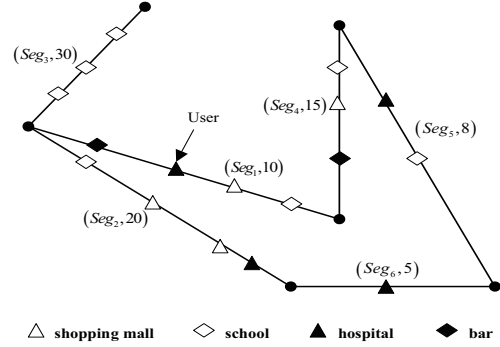 (Seg₃,30)
User
(Seg₄,15)
(Seg₅,8)
(Seg₁,10)
(Seg₂,20)
(Seg₆,5)
shopping mall school hospital bar